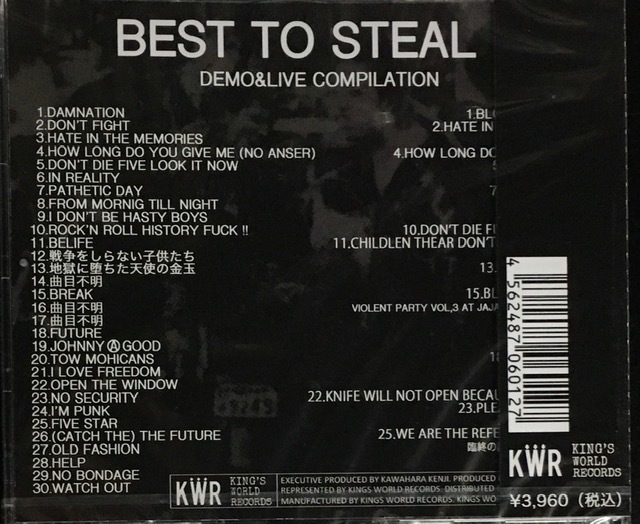 BEST TO STEAL
DEMO&LIVE COMPILATION
1.DAMNATION
2.DON'T FIGHT
3.HATE IN THE MEMORIES
4.HOW LONG DO YOU GIVE ME (NO ANSER)
5.DON'T DIE FIVE LOOK IT NOW
6.IN REALITY
7.PATHETIC DAY
8.FROM MORNIG TILL NIGHT
9.I DON'T BE HASTY BOYS
10.ROCK'N ROLL HISTORY FUCK !!
11.BELIFE
12.戦争をしらない子供たち
13.地獄に堕ちた天使の金玉
14.曲目不明
15.BREAK
16.曲目不明
17.曲目不明
18.FUTURE
19.JOHNNY Ⓐ GOOD
20.TOW MOHICANS
21.I LOVE FREEDOM
22.OPEN THE WINDOW
23.NO SECURITY
24.I'M PUNK
25.FIVE STAR
26.(CATCH THE) THE FUTURE
27.OLD FASHION
28.HELP
29.NO BONDAGE
30.WATCH OUT
2.HATE IN
4.HOW LONG
10.DON'T DIE
11.CHILDLEN THEAR DON'T
13.
VIOLENT PARTY VOL,3 AT
22.KNIFE WILL NOT OPEN
23.
25.WE ARE THE
臨終の
KWR
KING'S
WORLD
RECORDS
EXECUTIVE PRODUCED BY KAWAHARA KENJI.
REPRESENTED BY KINGS WORLD RECORDS. DISTRIBUTED
MANUFACTURED BY KINGS WORLD RECORDS. KINGS
4562487060127
KWR
KING'S
WORLD
RECORDS
¥3,960（税込）